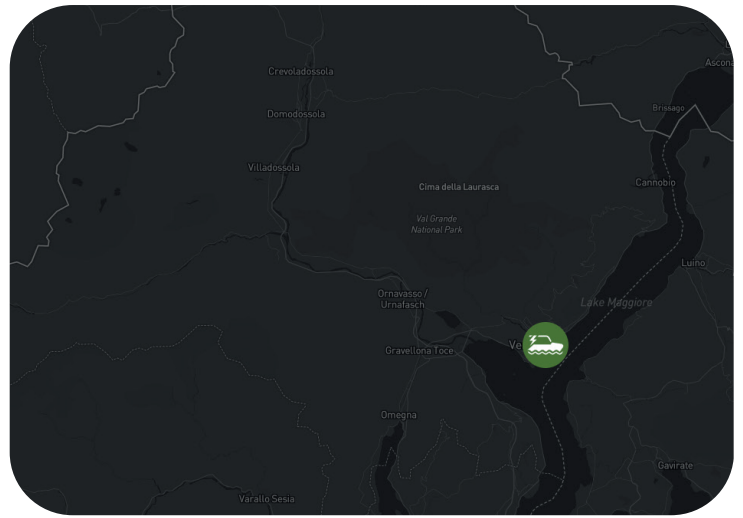 Crevoladossola
Ascona
Brissago
Domodossola
Villadossola
Cannobio
Cima della Laurasca
Val Grande
National Park
Luino
Ornavasso /
Urnafasch
Lake Maggiore
Ve
Gravellona Toce
Omegna
Gavirate
Varallo Sesia